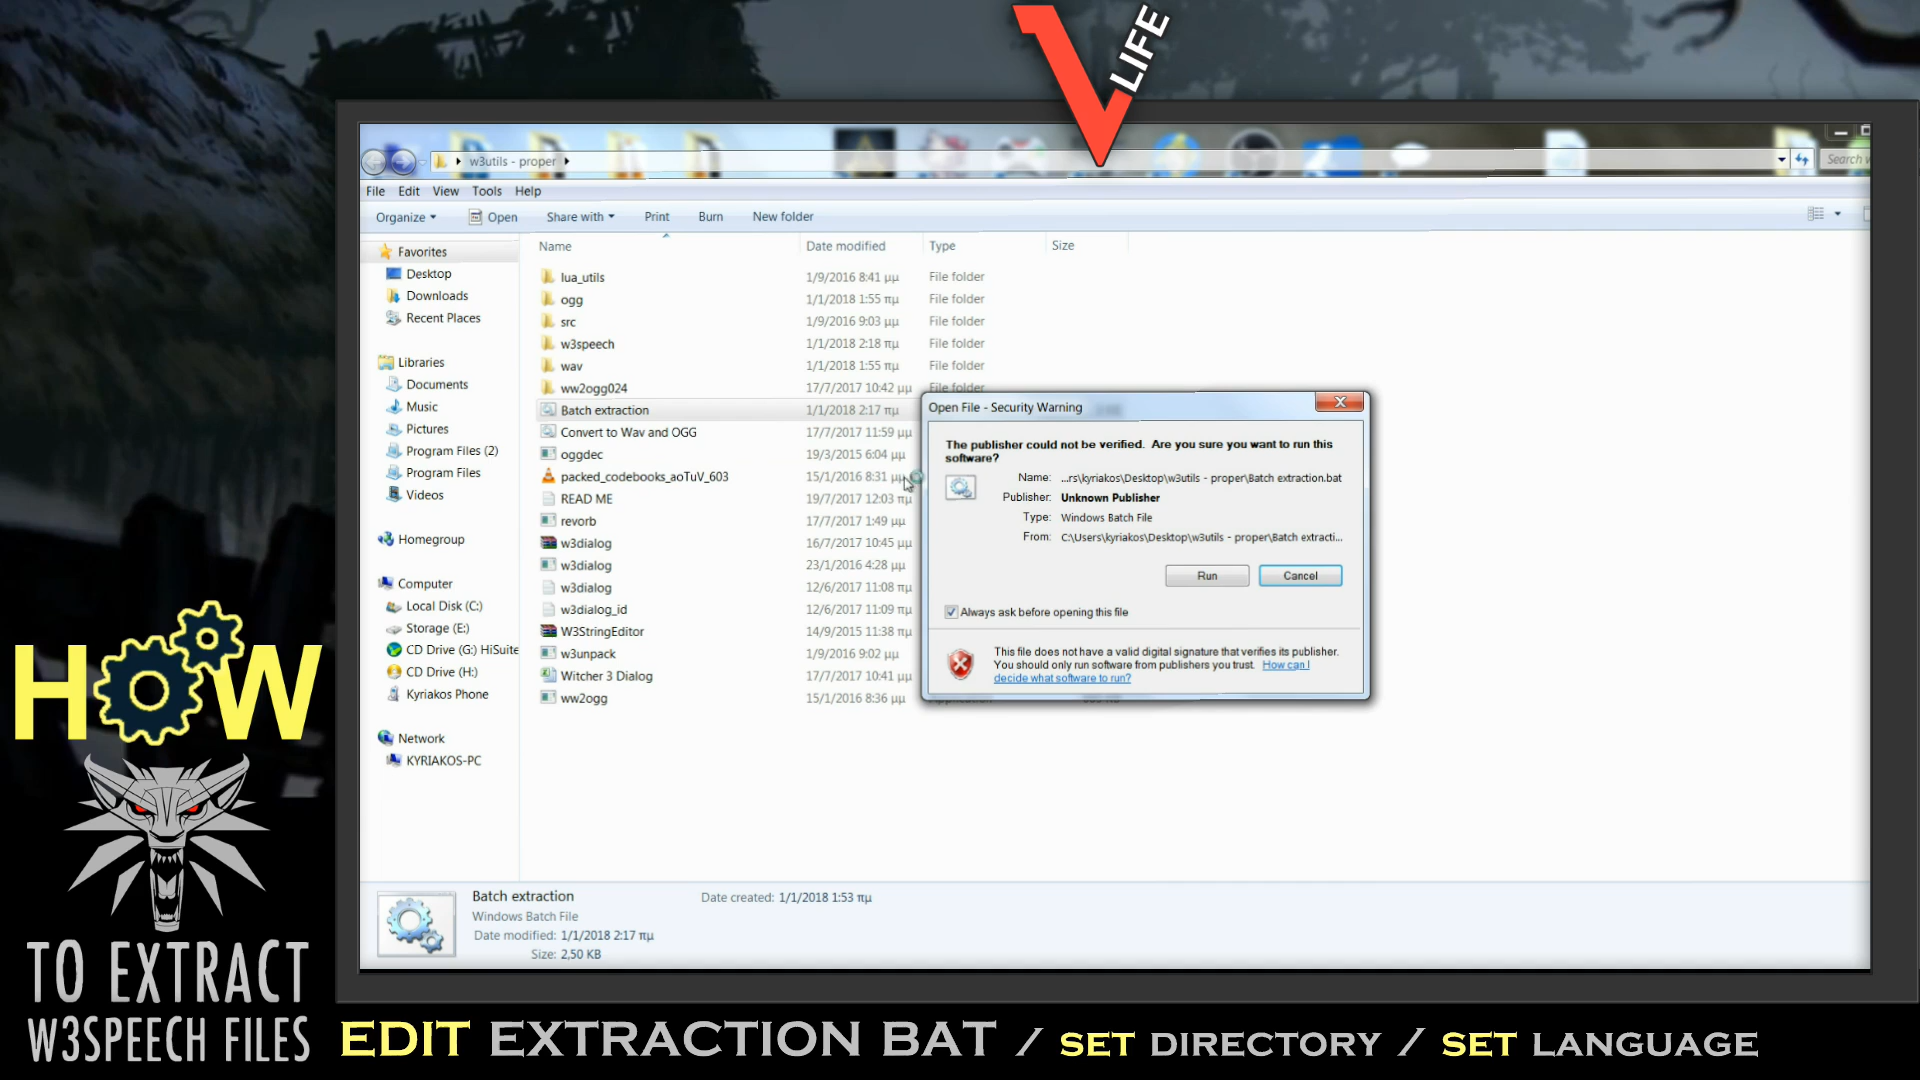 V LIFE
w3utils - proper
Search w
File Edit View Tools Help
Organize Open Share with Print Burn New folder
Name Date modified Type Size
Favorites
Desktop
Downloads
Recent Places
Libraries
Documents
Music
Pictures
Program Files (2)
Program Files
Videos
Homegroup
Computer
Local Disk (C:)
Storage (E:)
CD Drive (G:) HiSuite
CD Drive (H:)
Kyriakos Phone
Network
KYRIAKOS-PC
lua_utils 1/9/2016 8:41 μμ File folder
ogg 1/1/2018 1:55 πμ File folder
src 1/9/2016 9:03 μμ File folder
w3speech 1/1/2018 2:18 πμ File folder
wav 1/1/2018 1:55 πμ File folder
ww2ogg024 17/7/2017 10:42 μμ File folder
Batch extraction 1/1/2018 2:17 πμ
Convert to Wav and OGG 17/7/2017 11:59 μμ
oggdec 19/3/2015 6:04 μμ
packed_codebooks_aoTuV_603 15/1/2016 8:31 μμ
READ ME 19/7/2017 12:03 πμ
revorb 17/7/2017 1:49 μμ
w3dialog 16/7/2017 10:45 μμ
w3dialog 23/1/2016 4:28 μμ
w3dialog 12/6/2017 11:08 πμ
w3dialog_id 12/6/2017 11:09 πμ
W3StringEditor 14/9/2015 11:38 πμ
w3unpack 1/9/2016 9:02 μμ
Witcher 3 Dialog 17/7/2017 10:41 μμ
ww2ogg 15/1/2016 8:36 μμ
Open File - Security Warning
The publisher could not be verified. Are you sure you want to run this
software?
Name: ...rs\kyriakos\Desktop\w3utils - proper\Batch extraction.bat
Publisher: Unknown Publisher
Type: Windows Batch File
From: C:\Users\kyriakos\Desktop\w3utils - proper\Batch extracti...
Run Cancel
Always ask before opening this file
This file does not have a valid digital signature that verifies its publisher.
You should only run software from publishers you trust. How can I
decide what software to run?
Batch extraction
Date created: 1/1/2018 1:53 πμ
Windows Batch File
Date modified: 1/1/2018 2:17 πμ
Size: 2,50 KB
HOW
TO EXTRACT
W3SPEECH FILES
EDIT EXTRACTION BAT / SET DIRECTORY / SET LANGUAGE